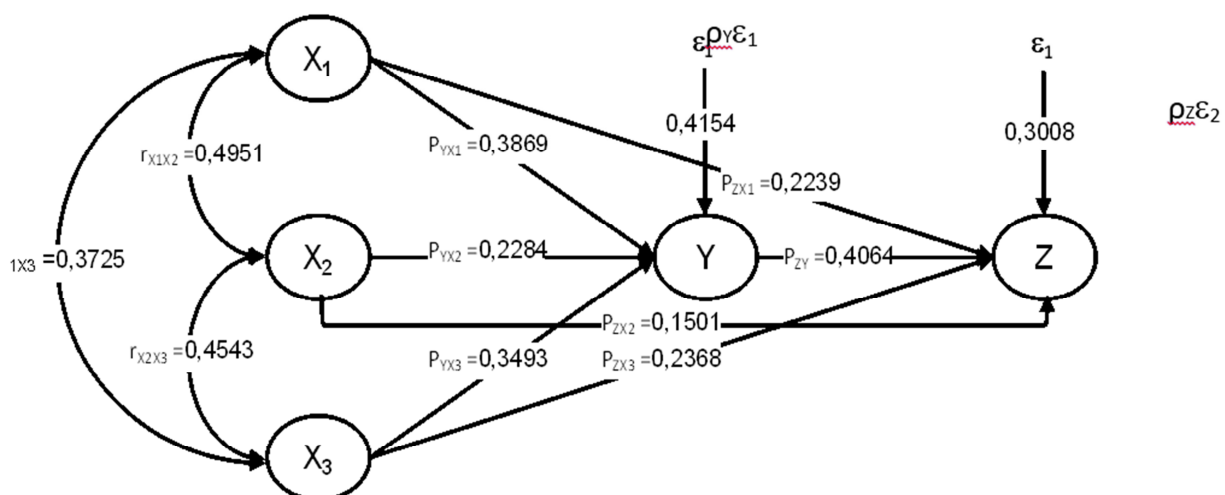 X₁
ε₁ρYε₁
ε₁
ρZε₂
0,4154
0,3008
rX1X2 =0,4951
PYX1 =0,3869
PZX1 =0,2239
1X3 =0,3725
X₂
PYX2 =0,2284
Y
PZY =0,4064
Z
PZX2 =0,1501
rX2X3 =0,4543
PYX3 =0,3493
PZX3 =0,2368
X₃